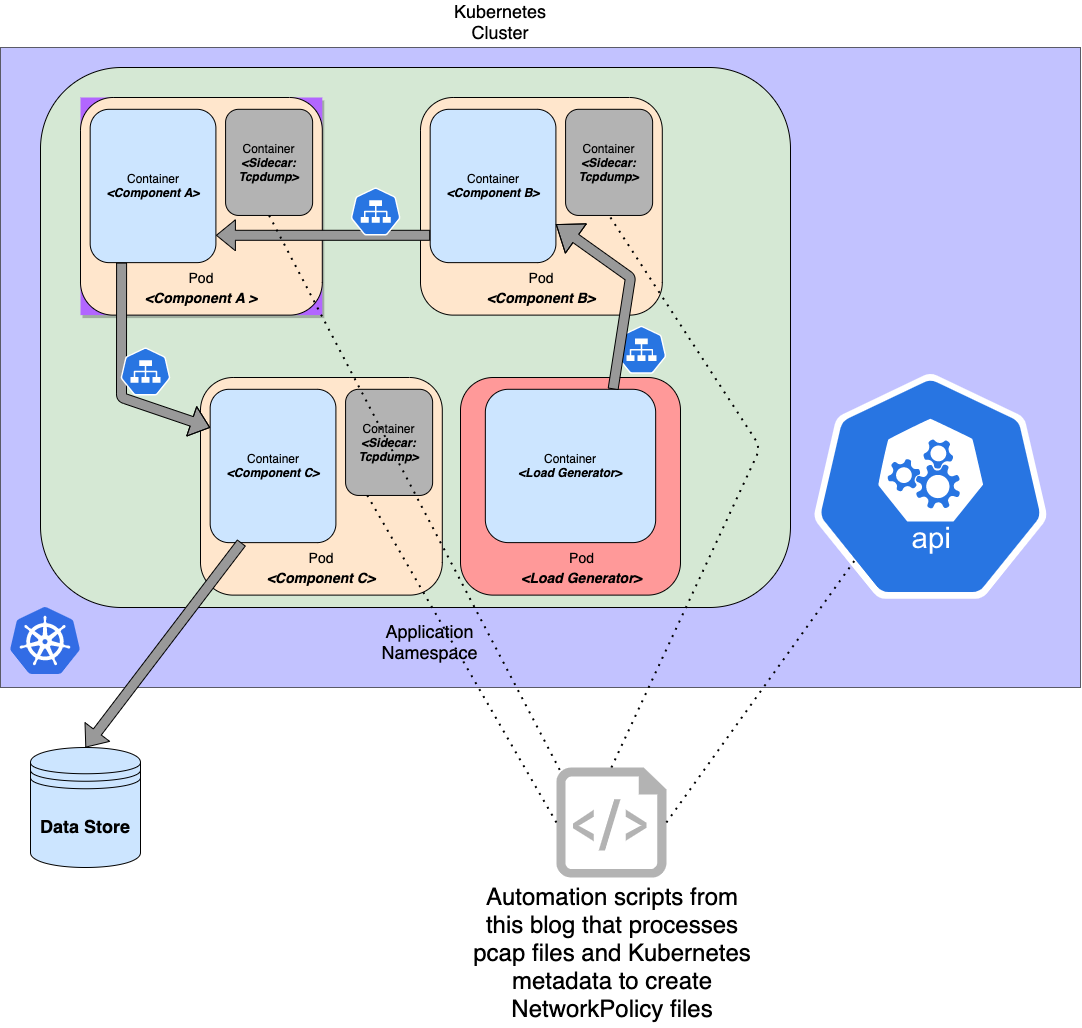 Kubernetes
Cluster
Container
<Component A>
Container
<Sidecar:
Tcpdump>
Pod
<Component A >
Container
<Component B>
Container
<Sidecar:
Tcpdump>
Pod
<Component B>
Container
<Component C>
Container
<Sidecar:
Tcpdump>
Pod
<Component C>
Container
<Load Generator>
Pod
<Load Generator>
api
Application
Namespace
Data Store
</>
Automation scripts from
this blog that processes
pcap files and Kubernetes
metadata to create
NetworkPolicy files